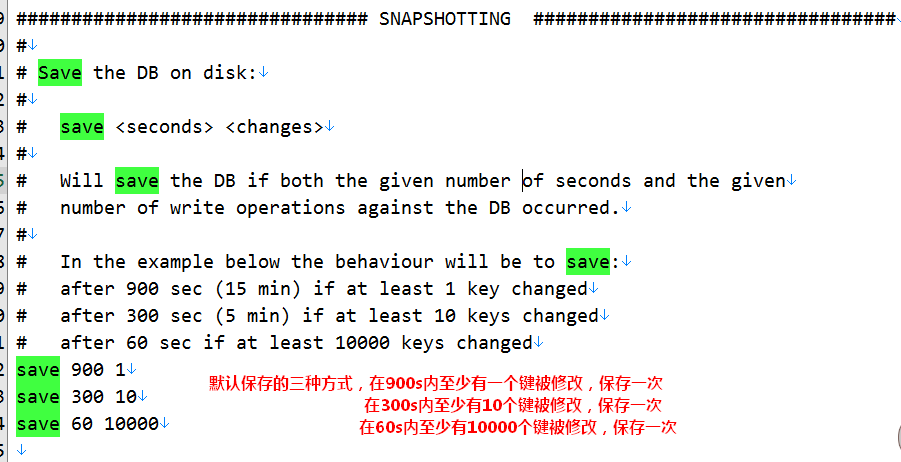 ################################ SNAPSHOTTING  #################################
#
# Save the DB on disk:
#
#   save <seconds> <changes>
#
#   Will save the DB if both the given number of seconds and the given
#   number of write operations against the DB occurred.
#
#   In the example below the behaviour will be to save:
#   after 900 sec (15 min) if at least 1 key changed
#   after 300 sec (5 min) if at least 10 keys changed
#   after 60 sec if at least 10000 keys changed
save 900 1
默认保存的三种方式，在900s内至少有一个键被修改，保存一次
save 300 10
在300s内至少有10个键被修改，保存一次
save 60 10000
在60s内至少有10000个键被修改，保存一次